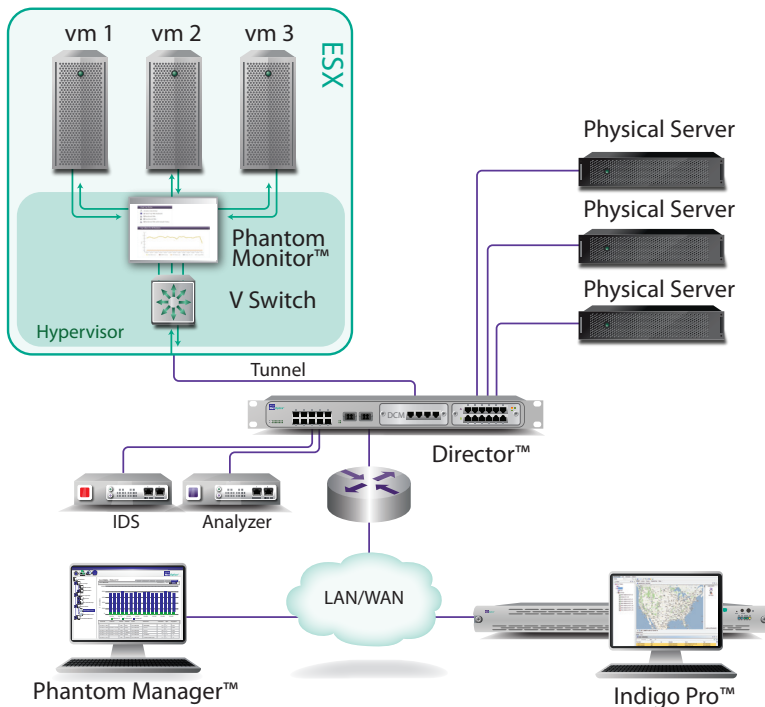 vm 1
vm 2
vm 3
ESX
Phantom
Monitor™
V Switch
Hypervisor
Physical Server
Physical Server
Physical Server
Tunnel
DCM
Director™
IDS
Analyzer
LAN/WAN
Phantom Manager™
Indigo Pro™